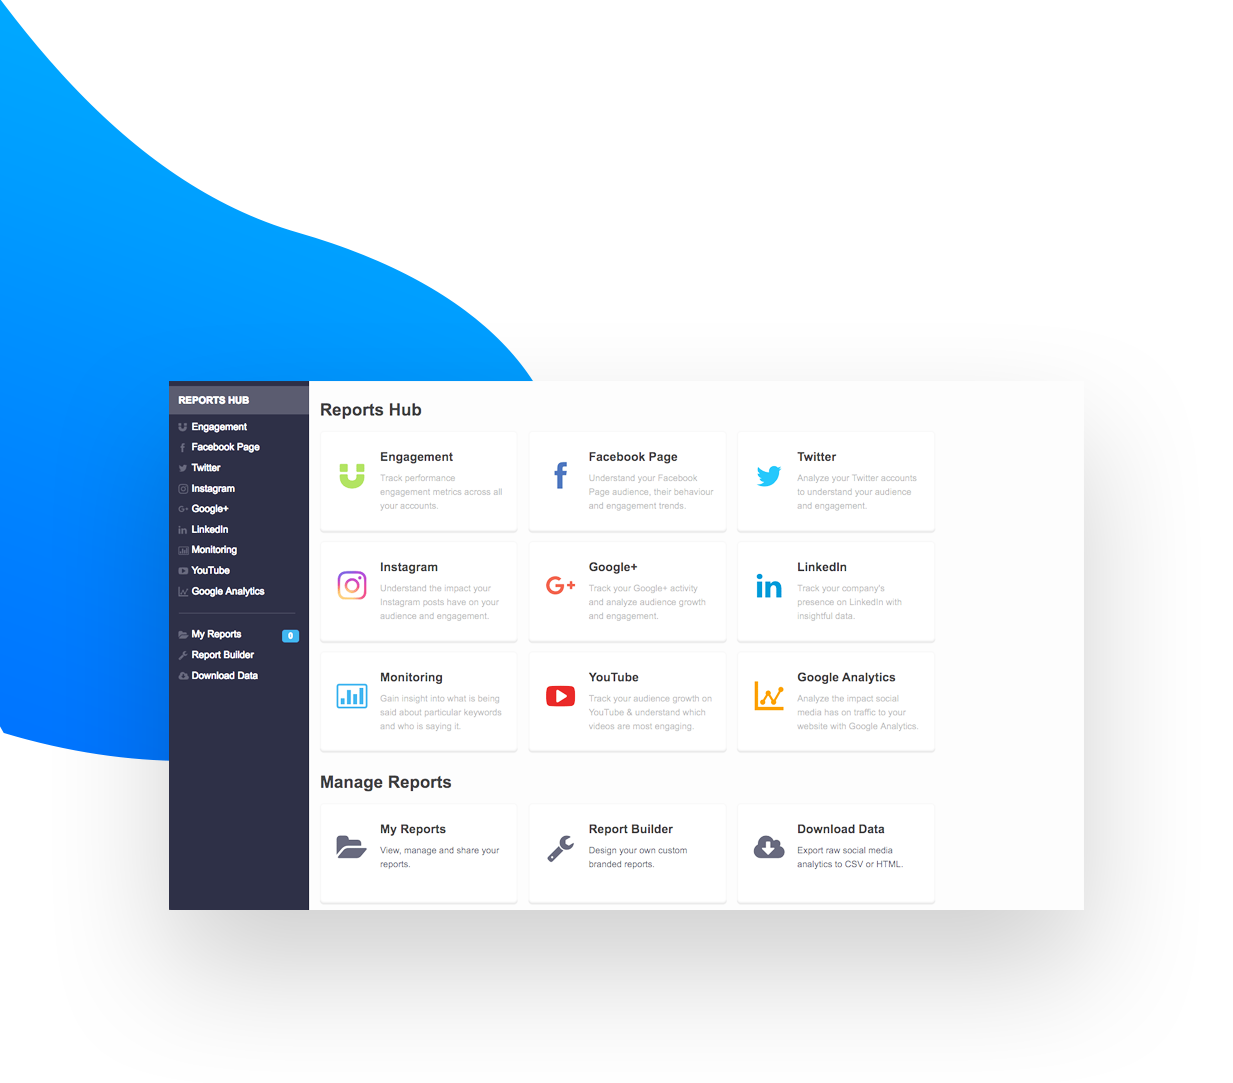 REPORTS HUB
Engagement
Facebook Page
Twitter
Instagram
Google+
LinkedIn
Monitoring
YouTube
Google Analytics
My Reports 0
Report Builder
Download Data
Reports Hub
Engagement
Track performance
engagement metrics across all
your accounts.
Facebook Page
Understand your Facebook
Page audience, their behaviour
and engagement trends.
Twitter
Analyze your Twitter accounts
to understand your audience
and engagement.
Instagram
Understand the impact your
Instagram posts have on your
audience and engagement.
Google+
Track your Google+ activity
and analyze audience growth
and engagement.
LinkedIn
Track your company's
presence on LinkedIn with
insightful data.
Monitoring
Gain insight into what is being
said about particular keywords
and who is saying it.
YouTube
Track your audience growth on
YouTube & understand which
videos are most engaging.
Google Analytics
Analyze the impact social
media has on traffic to your
website with Google Analytics.
Manage Reports
My Reports
View, manage and share your
reports.
Report Builder
Design your own custom
branded reports.
Download Data
Export raw social media
analytics to CSV or HTML.